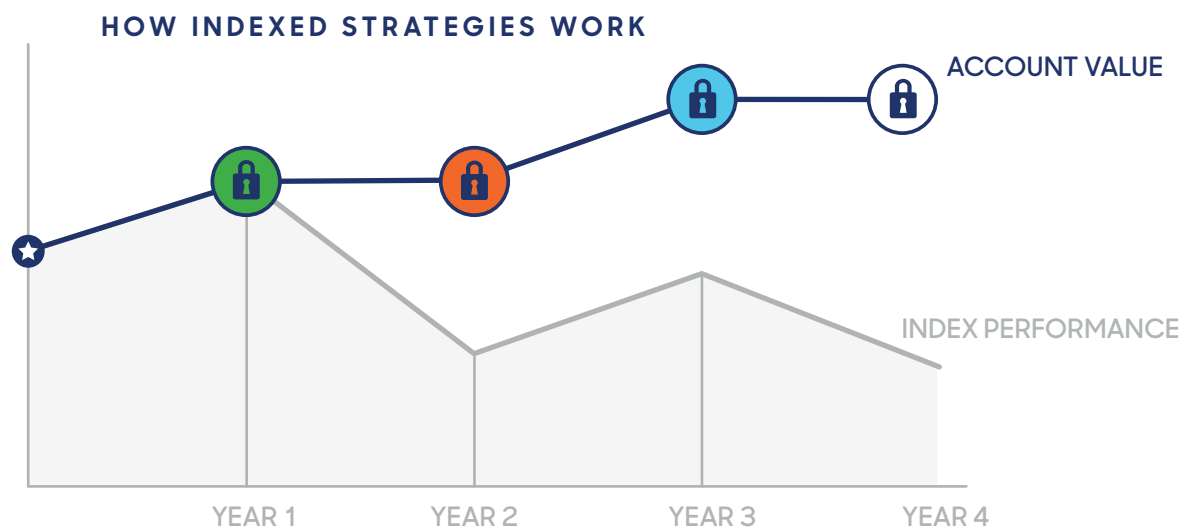 HOW INDEXED STRATEGIES WORK
ACCOUNT VALUE
INDEX PERFORMANCE
YEAR 1
YEAR 2
YEAR 3
YEAR 4